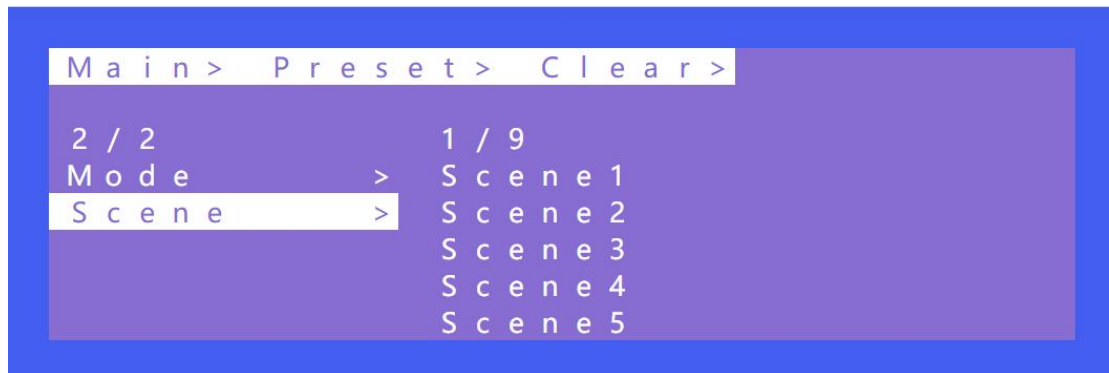 Main> Preset> Clear>
2/2 1/9
Mode > Scene1
Scene > Scene2
Scene3
Scene4
Scene5